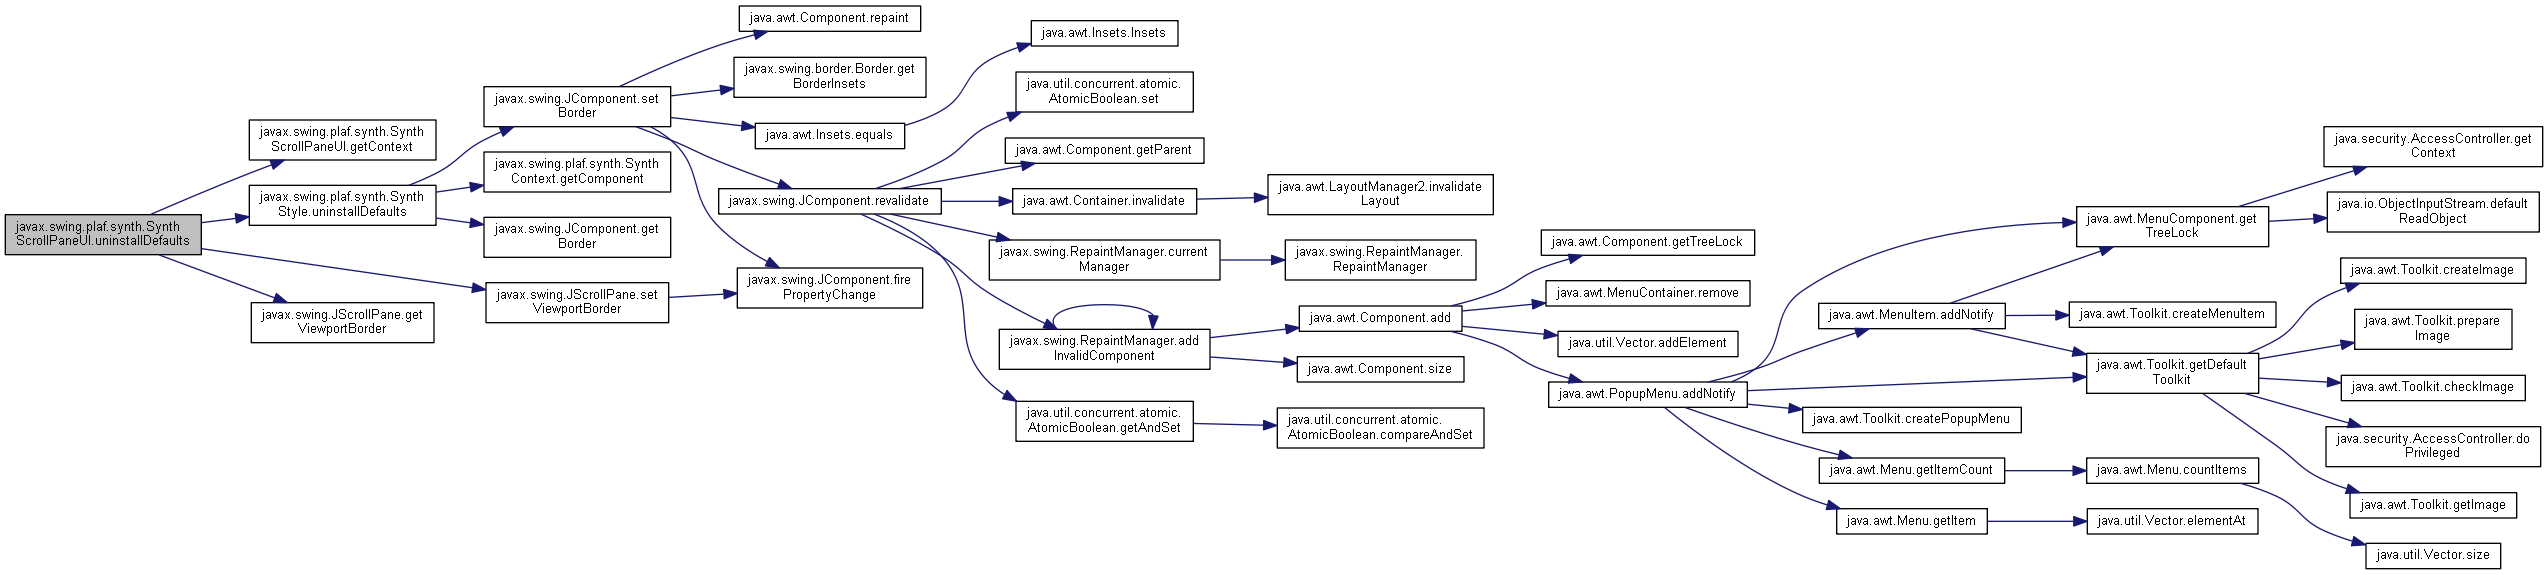 javax.swing.plaf.synth.Synth
ScrollPaneUI.uninstallDefaults
javax.swing.plaf.synth.Synth
ScrollPaneUI.getContext
javax.swing.plaf.synth.Synth
Style.uninstallDefaults
javax.swing.JScrollPane.get
ViewportBorder
javax.swing.JComponent.set
Border
javax.swing.plaf.synth.Synth
Context.getComponent
javax.swing.JComponent.get
Border
javax.swing.JScrollPane.set
ViewportBorder
java.awt.Component.repaint
javax.swing.border.Border.get
BorderInsets
java.awt.Insets.equals
javax.swing.JComponent.revalidate
javax.swing.JComponent.fire
PropertyChange
java.awt.Insets.Insets
java.util.concurrent.atomic.
AtomicBoolean.set
java.awt.Component.getParent
java.awt.Container.invalidate
javax.swing.RepaintManager.current
Manager
javax.swing.RepaintManager.add
InvalidComponent
java.util.concurrent.atomic.
AtomicBoolean.getAndSet
java.awt.LayoutManager2.invalidate
Layout
javax.swing.RepaintManager.
RepaintManager
java.awt.Component.add
java.awt.Component.size
java.util.concurrent.atomic.
AtomicBoolean.compareAndSet
java.awt.Component.getTreeLock
java.awt.MenuContainer.remove
java.util.Vector.addElement
java.awt.PopupMenu.addNotify
java.awt.MenuItem.addNotify
java.awt.Toolkit.createPopupMenu
java.awt.Menu.getItemCount
java.awt.Menu.getItem
java.awt.MenuComponent.get
TreeLock
java.awt.Toolkit.createMenuItem
java.awt.Toolkit.getDefault
Toolkit
java.awt.Menu.countItems
java.util.Vector.elementAt
java.security.AccessController.get
Context
java.io.ObjectInputStream.default
ReadObject
java.awt.Toolkit.createImage
java.awt.Toolkit.prepare
Image
java.awt.Toolkit.checkImage
java.security.AccessController.do
Privileged
java.awt.Toolkit.getImage
java.util.Vector.size